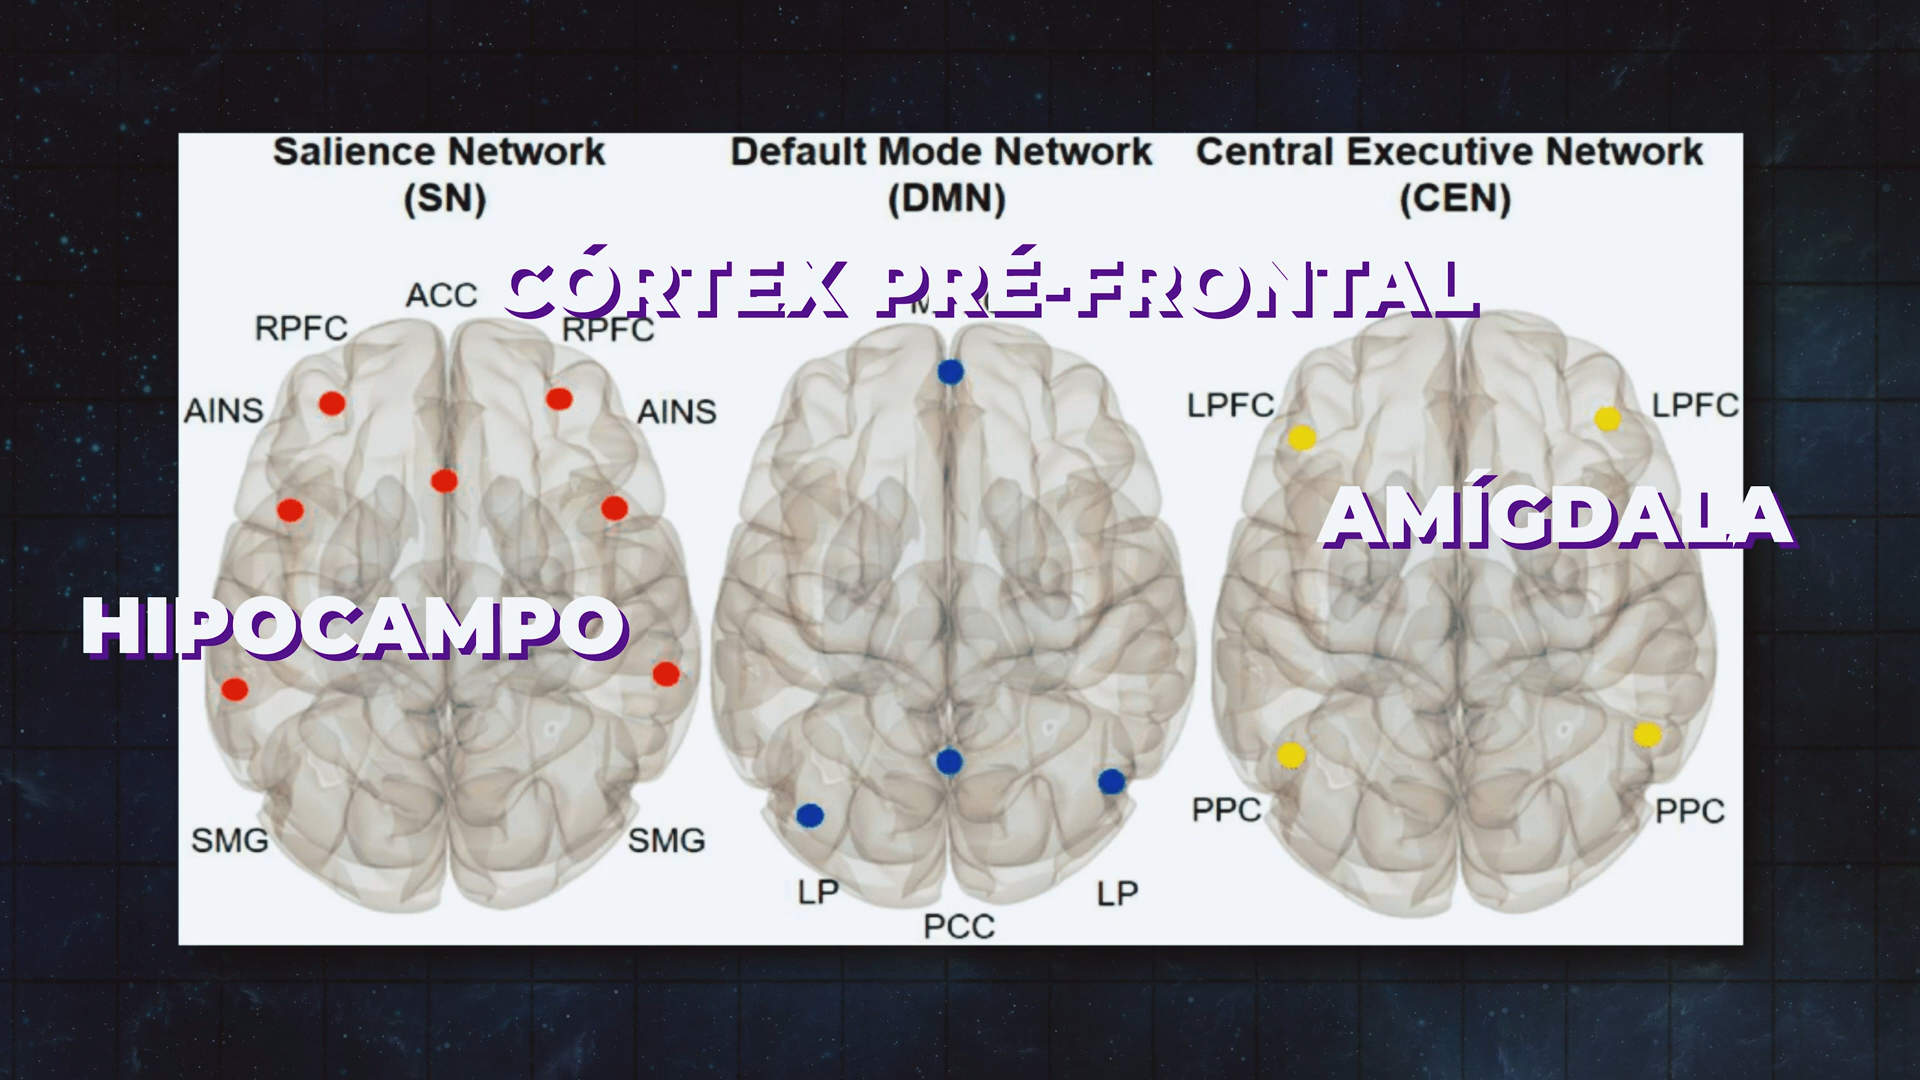 Salience Network
(SN)
Default Mode Network
(DMN)
Central Executive Network
(CEN)
CÓRTEX PRÉ-FRONTAL
ACC
RPFC
RPFC
AINS
AINS
LPFC
LPFC
AMÍGDALA
HIPOCAMPO
SMG
SMG
PPC
PPC
LP
LP
PCC